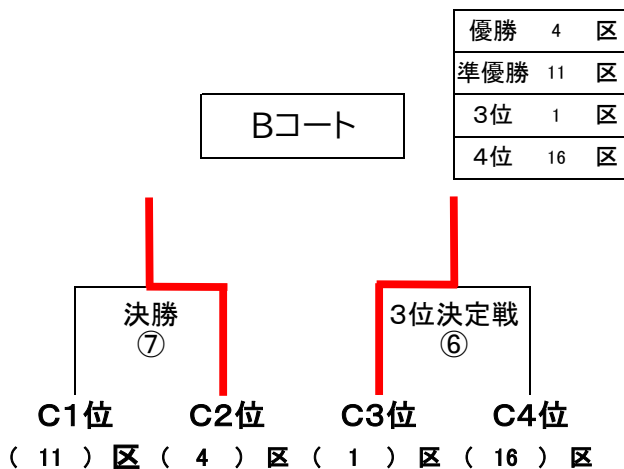 優勝 4 区
準優勝 11 区
3位 1 区
4位 16 区
Bコート
決勝
⑦
3位決定戦
⑥
C1位 C2位 C3位 C4位
( 11 ) 区 ( 4 ) 区 ( 1 ) 区 ( 16 ) 区